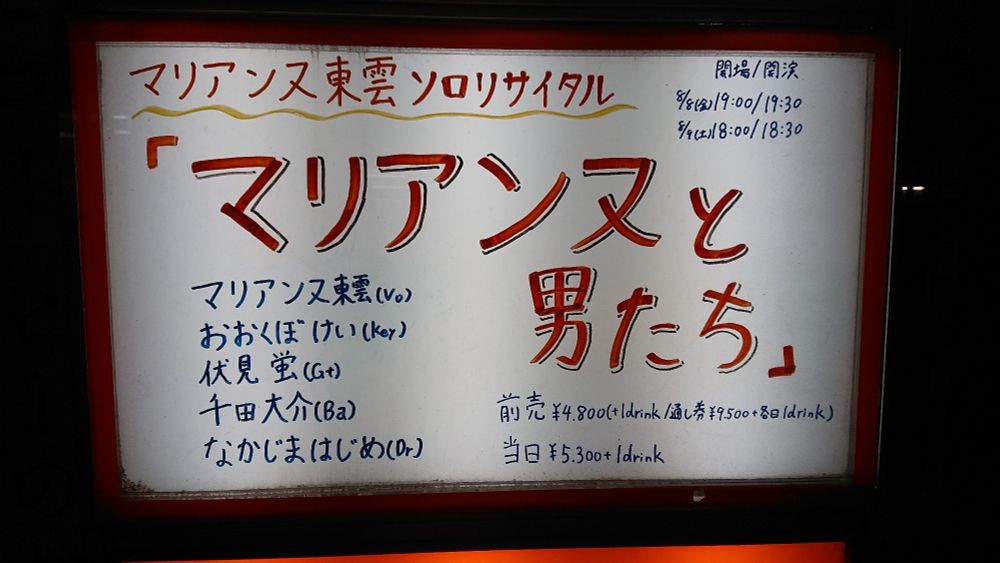 マリアンヌ東雲 ソロリサイタル
開場/開演
8/8(金)19:00/19:30
8/9(土)18:00/18:30
「マリアンヌと
男たち」
マリアンヌ東雲(Vo)
おおくぼけい(Key)
伏見 蛍(Gt)
千田大介(Ba)
なかじまはじめ(Dr)
前売 ¥4.800(+1drink/通し券¥9.500+各日1drink)
当日 ¥5.300+1drink